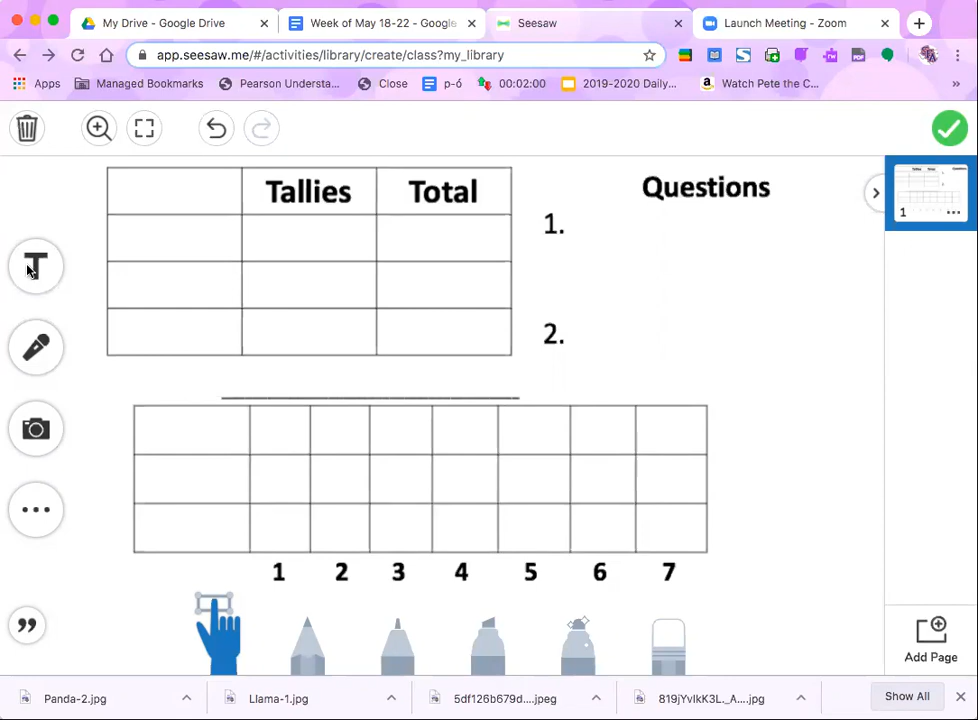 My Drive - Google Drive
Week of May 18-22 - Google
Seesaw
Launch Meeting - Zoom
app.seesaw.me/#/activities/library/create/class?my_library
Apps
Managed Bookmarks
Pearson Understa...
Close
p-6
00:02:00
2019-2020 Daily...
Watch Pete the C...
»
Tallies
Total
Questions
1.
2.
T
1 2 3 4 5 6 7
1
Add Page
Panda-2.jpg
Llama-1.jpg
5df126b679d....jpeg
819jYvIkK3L._A....jpg
Show All